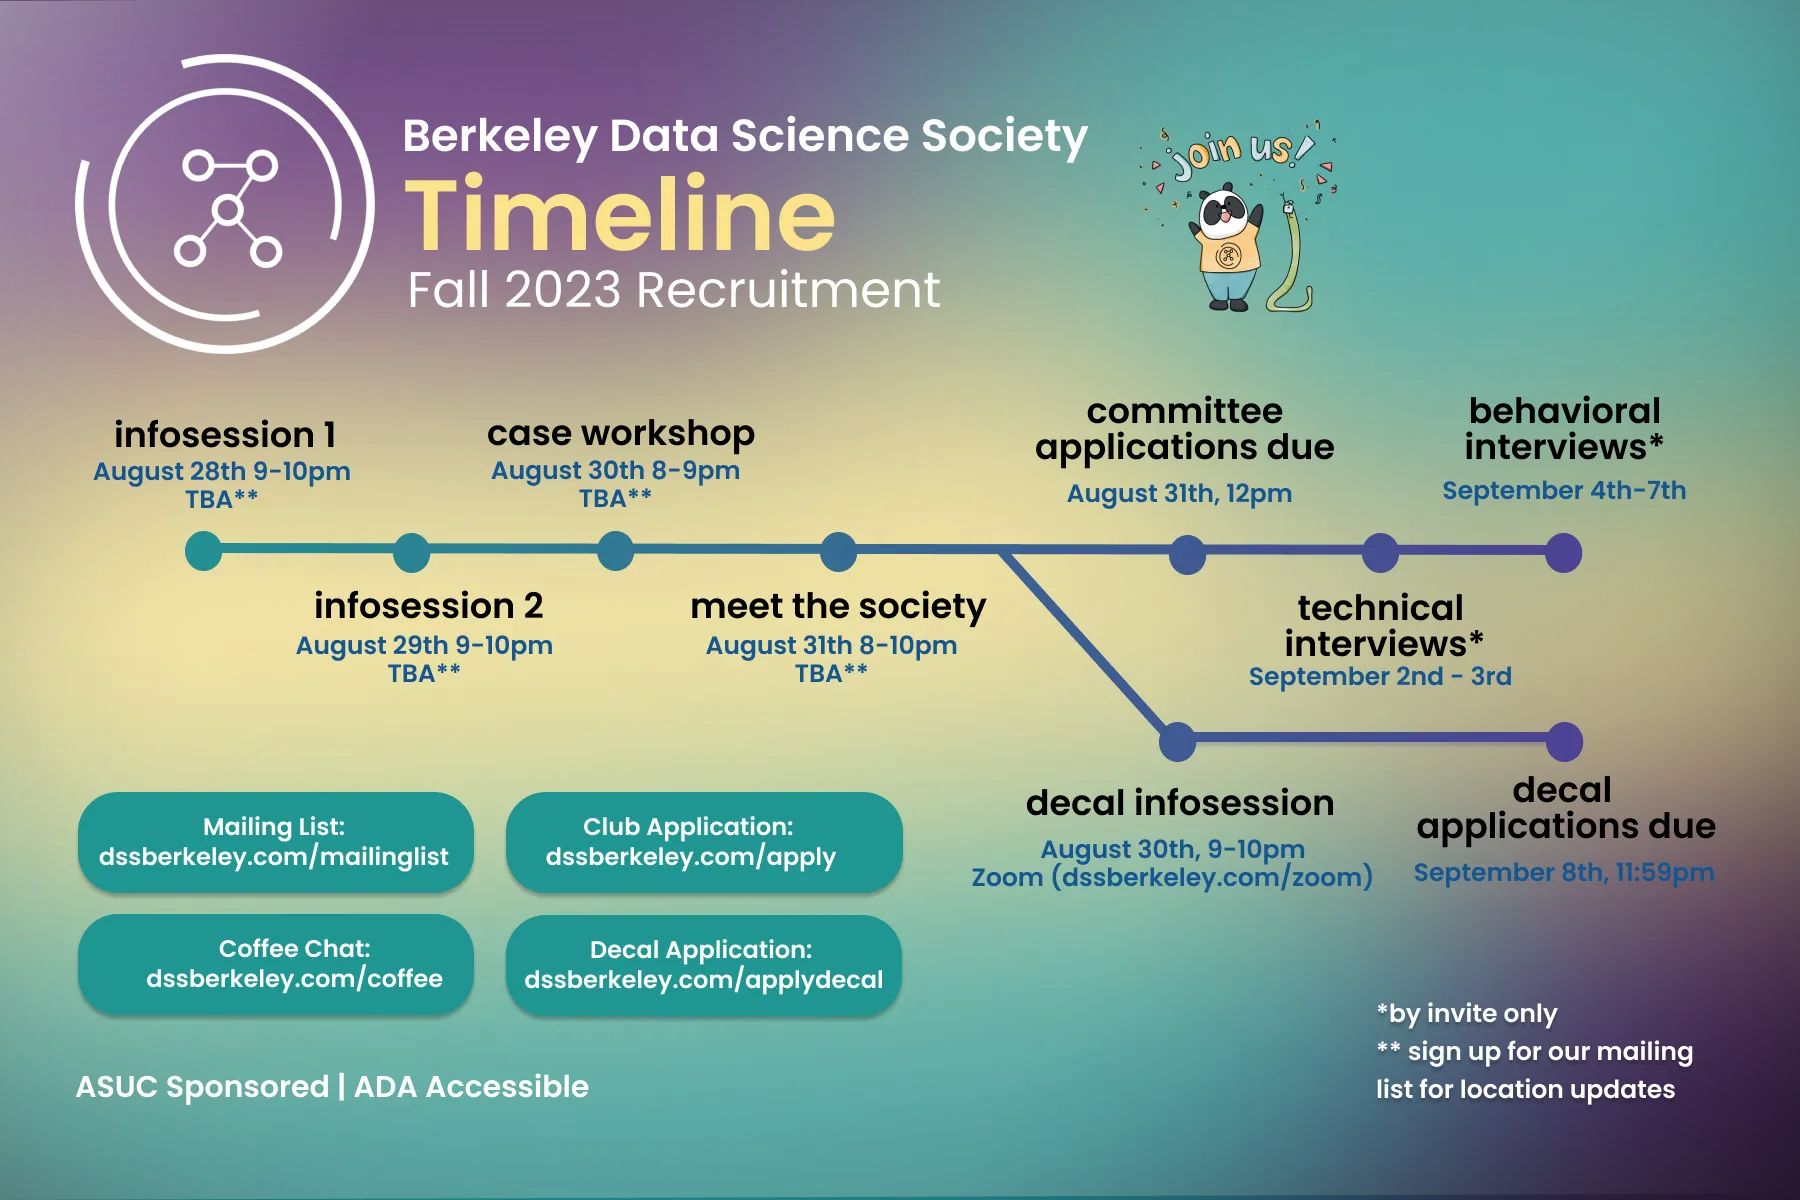 Berkeley Data Science Society
Timeline
Fall 2023 Recruitment
join us!
infosession 1
August 28th 9-10pm
TBA**
case workshop
August 30th 8-9pm
TBA**
committee
applications due
August 31th, 12pm
behavioral
interviews*
September 4th-7th
infosession 2
August 29th 9-10pm
TBA**
meet the society
August 31th 8-10pm
TBA**
technical
interviews*
September 2nd - 3rd
decal infosession
August 30th, 9-10pm
Zoom (dssberkeley.com/zoom)
decal
applications due
September 8th, 11:59pm
Mailing List:
dssberkeley.com/mailinglist
Club Application:
dssberkeley.com/apply
Coffee Chat:
dssberkeley.com/coffee
Decal Application:
dssberkeley.com/applydecal
*by invite only
** sign up for our mailing
list for location updates
ASUC Sponsored | ADA Accessible